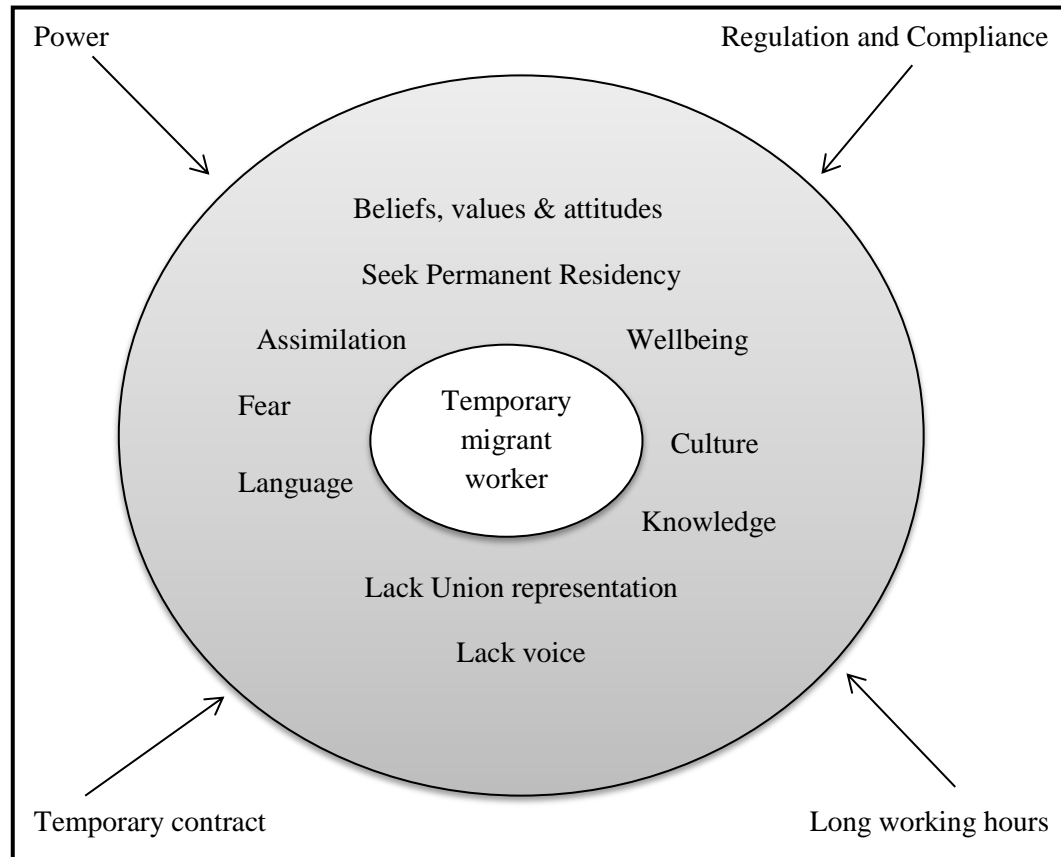 Power
Regulation and Compliance
Beliefs, values & attitudes
Seek Permanent Residency
Assimilation
Wellbeing
Fear
Temporary
migrant
worker
Culture
Language
Knowledge
Lack Union representation
Lack voice
Temporary contract
Long working hours